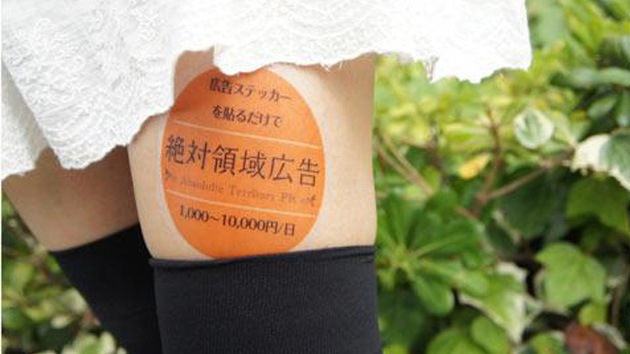 広告ステッカー
を貼るだけで
絶対領域広告
Absolute Territory PR
1,000〜10,000円/日